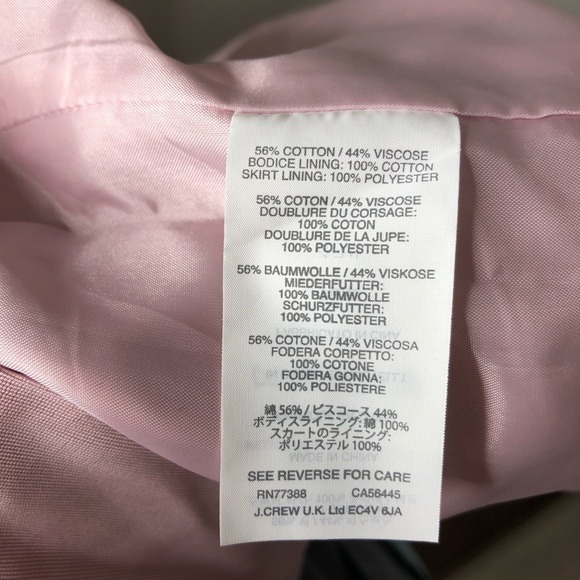 56% COTTON / 44% VISCOSE
BODICE LINING: 100% COTTON
SKIRT LINING: 100% POLYESTER
56% COTON / 44% VISCOSE
DOUBLURE DU CORSAGE:
100% COTON
DOUBLURE DE LA JUPE:
100% POLYESTER
56% BAUMWOLLE / 44% VISKOSE
MIEDERFUTTER:
100% BAUMWOLLE
SCHURZFUTTER:
100% POLYESTER
56% COTONE / 44% VISCOSA
FODERA CORPETTO:
100% COTONE
FODERA GONNA:
100% POLIESTERE
綿 56% / ビスコース 44%
ボディスライニング: 綿 100%
スカートのライニング:
ポリエステル 100%
SEE REVERSE FOR CARE
RN77388 CA56445
J.CREW U.K. Ltd EC4V 6JA